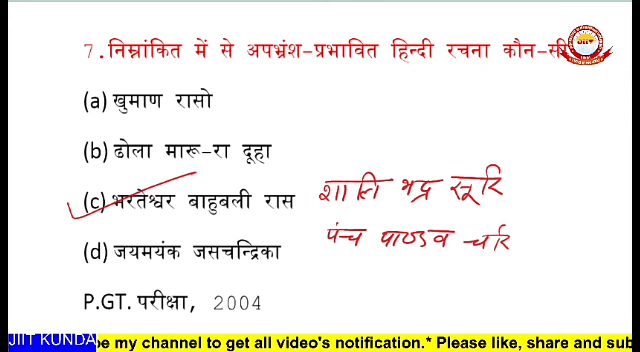 7. निम्नांकित में से अपभ्रंश-प्रभावित हिन्दी रचना कौन-सी
(a) खुमाण रासो
(b) ढोला मारू-रा दूहा
(c) भरतेश्वर बाहुबली रास शालि भद्र सूरि
पंच पाण्डव चरि
(d) जयमयंक जसचन्द्रिका
P.GT. परीक्षा, 2004
JIIT KUNDA be my channel to get all video's notification.* Please like, share and sub